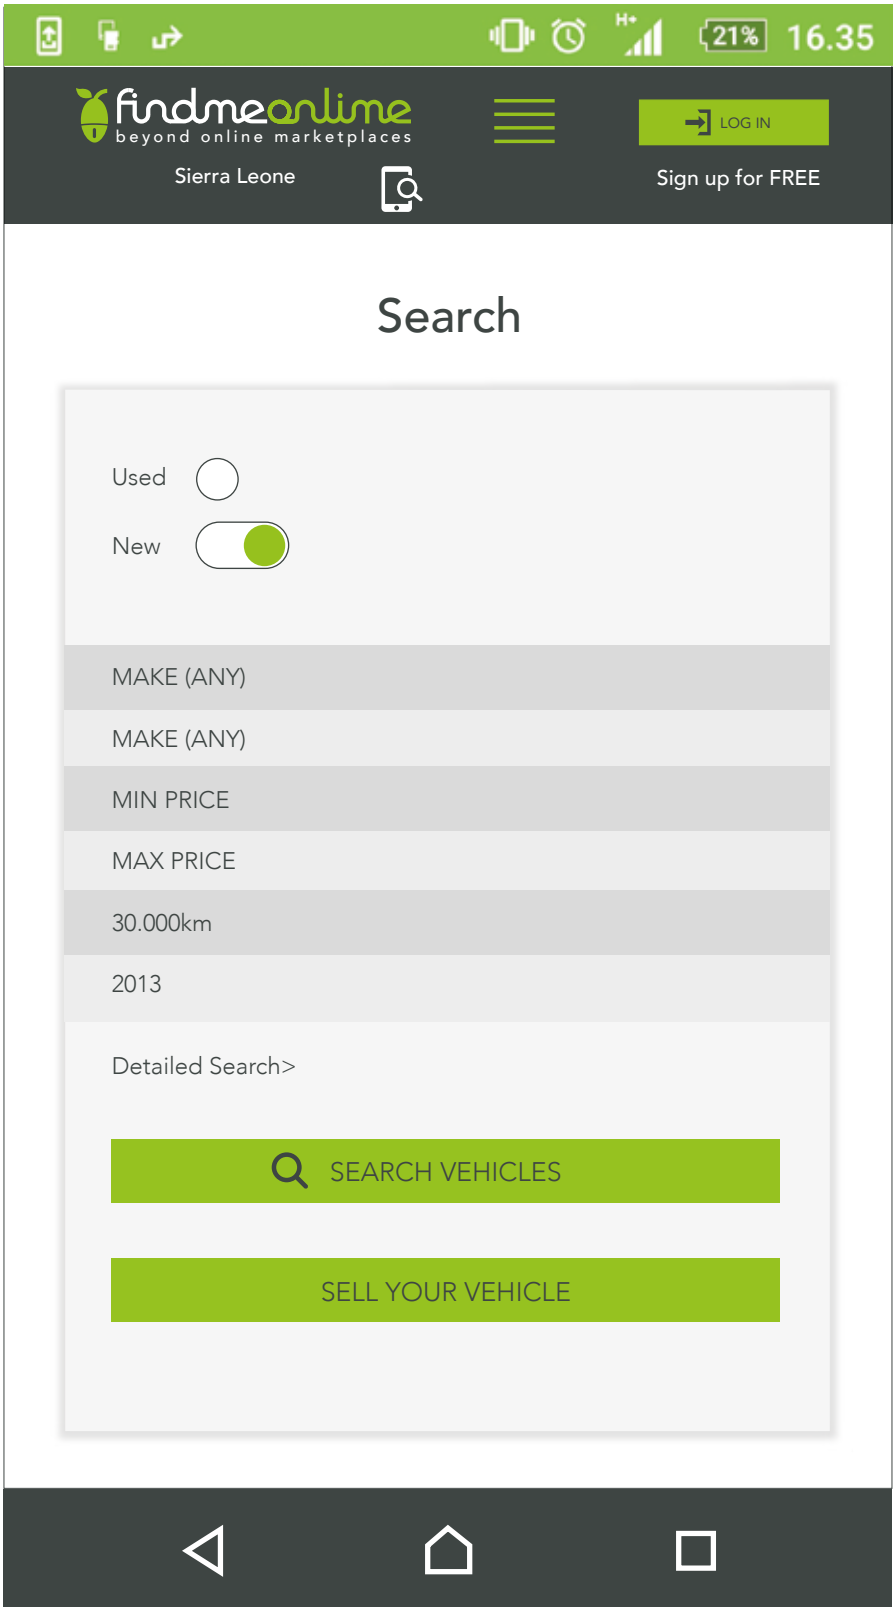 H+
21%
16.35
findmeonlime
beyond online marketplaces
LOG IN
Sierra Leone
Sign up for FREE
Search
Used
New
MAKE (ANY)
MAKE (ANY)
MIN PRICE
MAX PRICE
30.000km
2013
Detailed Search>
SEARCH VEHICLES
SELL YOUR VEHICLE